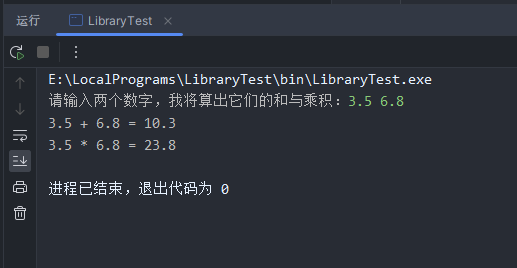 运行
LibraryTest
E:\LocalPrograms\LibraryTest\bin\LibraryTest.exe
请输入两个数字，我将算出它们的和与乘积：3.5 6.8
3.5 + 6.8 = 10.3
3.5 * 6.8 = 23.8
进程已结束，退出代码为 0